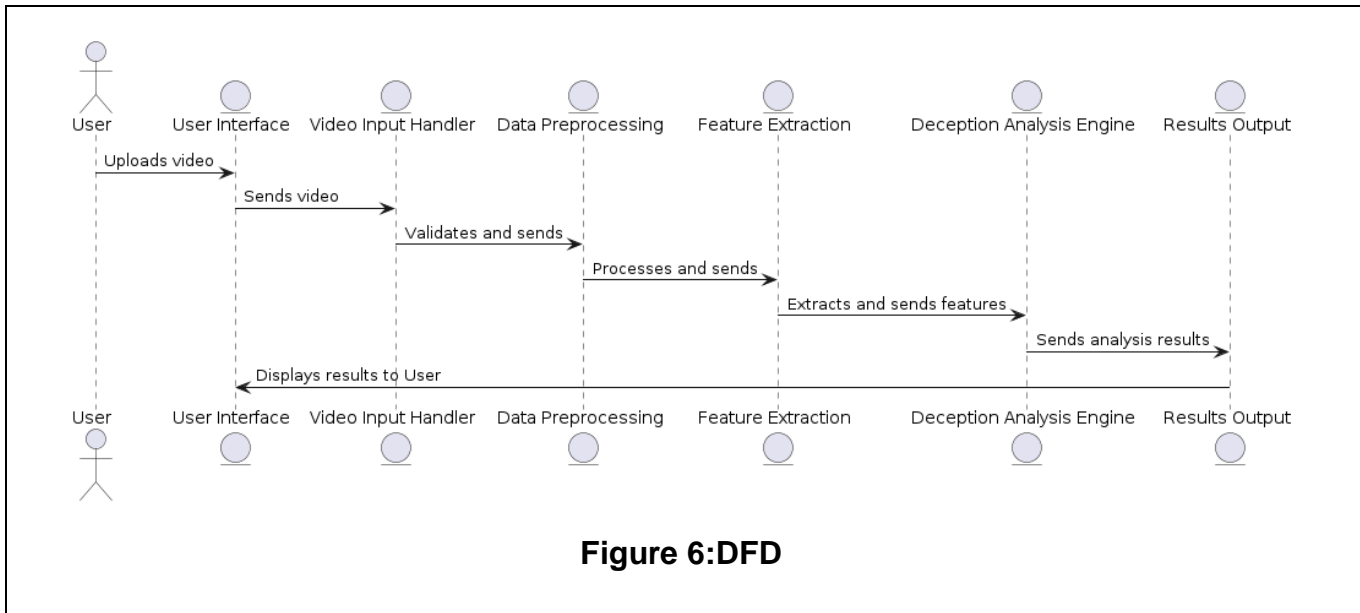 User User Interface Video Input Handler Data Preprocessing Feature Extraction Deception Analysis Engine Results Output
Uploads video
Sends video
Validates and sends
Processes and sends
Extracts and sends features
Sends analysis results
Displays results to User
User User Interface Video Input Handler Data Preprocessing Feature Extraction Deception Analysis Engine Results Output
Figure 6:DFD